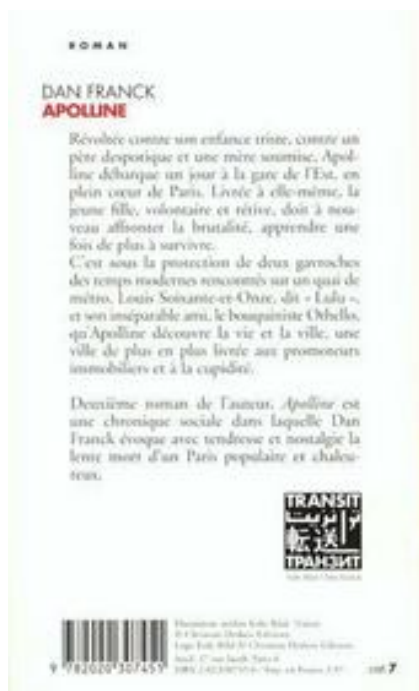 ROMAN
DAN FRANCK
APOLLINE
Révoltée contre son enfance triste, contre un
père despotique et une mère soumise, Apol-
line débarque un jour à la gare de l'Est, en
plein cœur de Paris. Livrée à elle-même, la
jeune fille, volontaire et rétive, doit à nou-
veau affronter la brutalité, apprendre une
fois de plus à survivre.
C'est sous la protection de deux gavroches
des temps modernes rencontrés sur un quai de
métro, Louis Soixante-et-Onze, dit « Lulu »,
et son inséparable ami, le bouquiniste Othello,
qu'Apolline découvre la vie et la ville, une
ville de plus en plus livrée aux promoteurs
immobiliers et à la cupidité.
Deuxième roman de l'auteur, Apolline est
une chronique sociale dans laquelle Dan
Franck évoque avec tendresse et nostalgie la
lente mort d'un Paris populaire et chaleu-
reux.
TRANSIT
ترانزيت
転送
ТРАНЗИТ
9 782020 307451
cat. 7